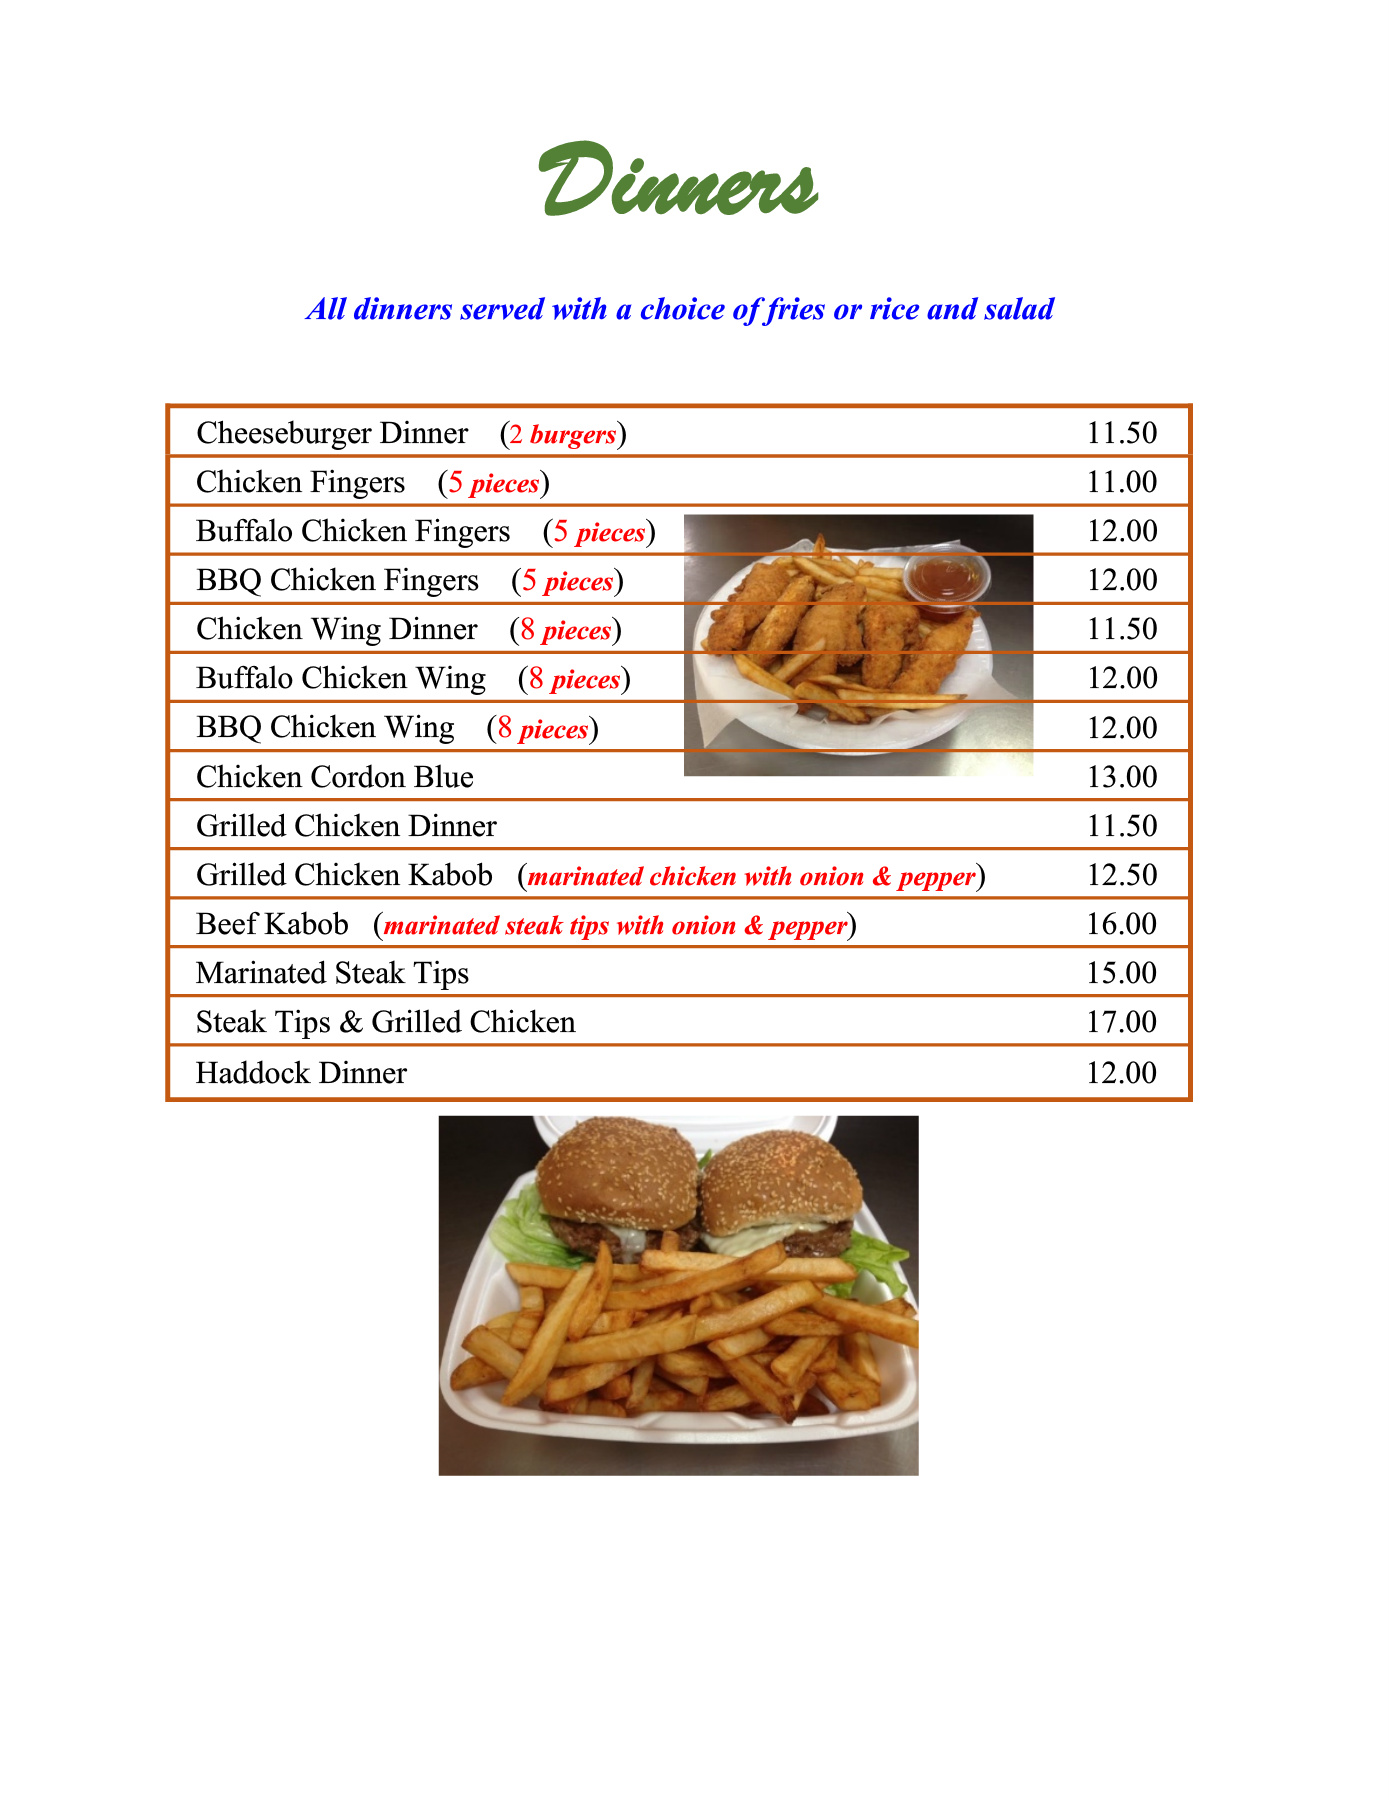 Dinners
All dinners served with a choice of fries or rice and salad
Cheeseburger Dinner (2 burgers) 11.50
Chicken Fingers (5 pieces) 11.00
Buffalo Chicken Fingers (5 pieces) 12.00
BBQ Chicken Fingers (5 pieces) 12.00
Chicken Wing Dinner (8 pieces) 11.50
Buffalo Chicken Wing (8 pieces) 12.00
BBQ Chicken Wing (8 pieces) 12.00
Chicken Cordon Blue 13.00
Grilled Chicken Dinner 11.50
Grilled Chicken Kabob (marinated chicken with onion & pepper) 12.50
Beef Kabob (marinated steak tips with onion & pepper) 16.00
Marinated Steak Tips 15.00
Steak Tips & Grilled Chicken 17.00
Haddock Dinner 12.00